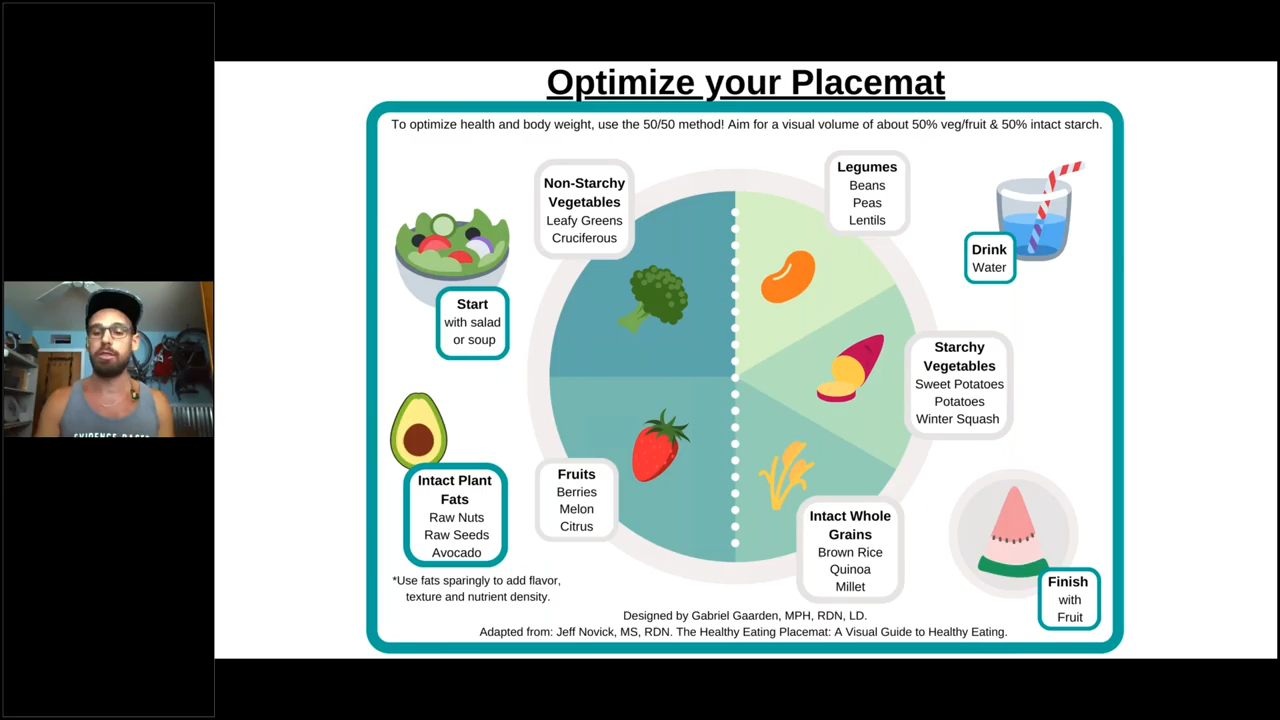 Optimize your Placemat
To optimize health and body weight, use the 50/50 method! Aim for a visual volume of about 50% veg/fruit & 50% intact starch.
Non-Starchy
Vegetables
Leafy Greens
Cruciferous
Legumes
Beans
Peas
Lentils
Drink
Water
Start
with salad
or soup
Starchy
Vegetables
Sweet Potatoes
Potatoes
Winter Squash
Intact Plant
Fats
Raw Nuts
Raw Seeds
Avocado
Fruits
Berries
Melon
Citrus
Intact Whole
Grains
Brown Rice
Quinoa
Millet
Finish
with
Fruit
*Use fats sparingly to add flavor,
texture and nutrient density.
Designed by Gabriel Gaarden, MPH, RDN, LD.
Adapted from: Jeff Novick, MS, RDN. The Healthy Eating Placemat: A Visual Guide to Healthy Eating.